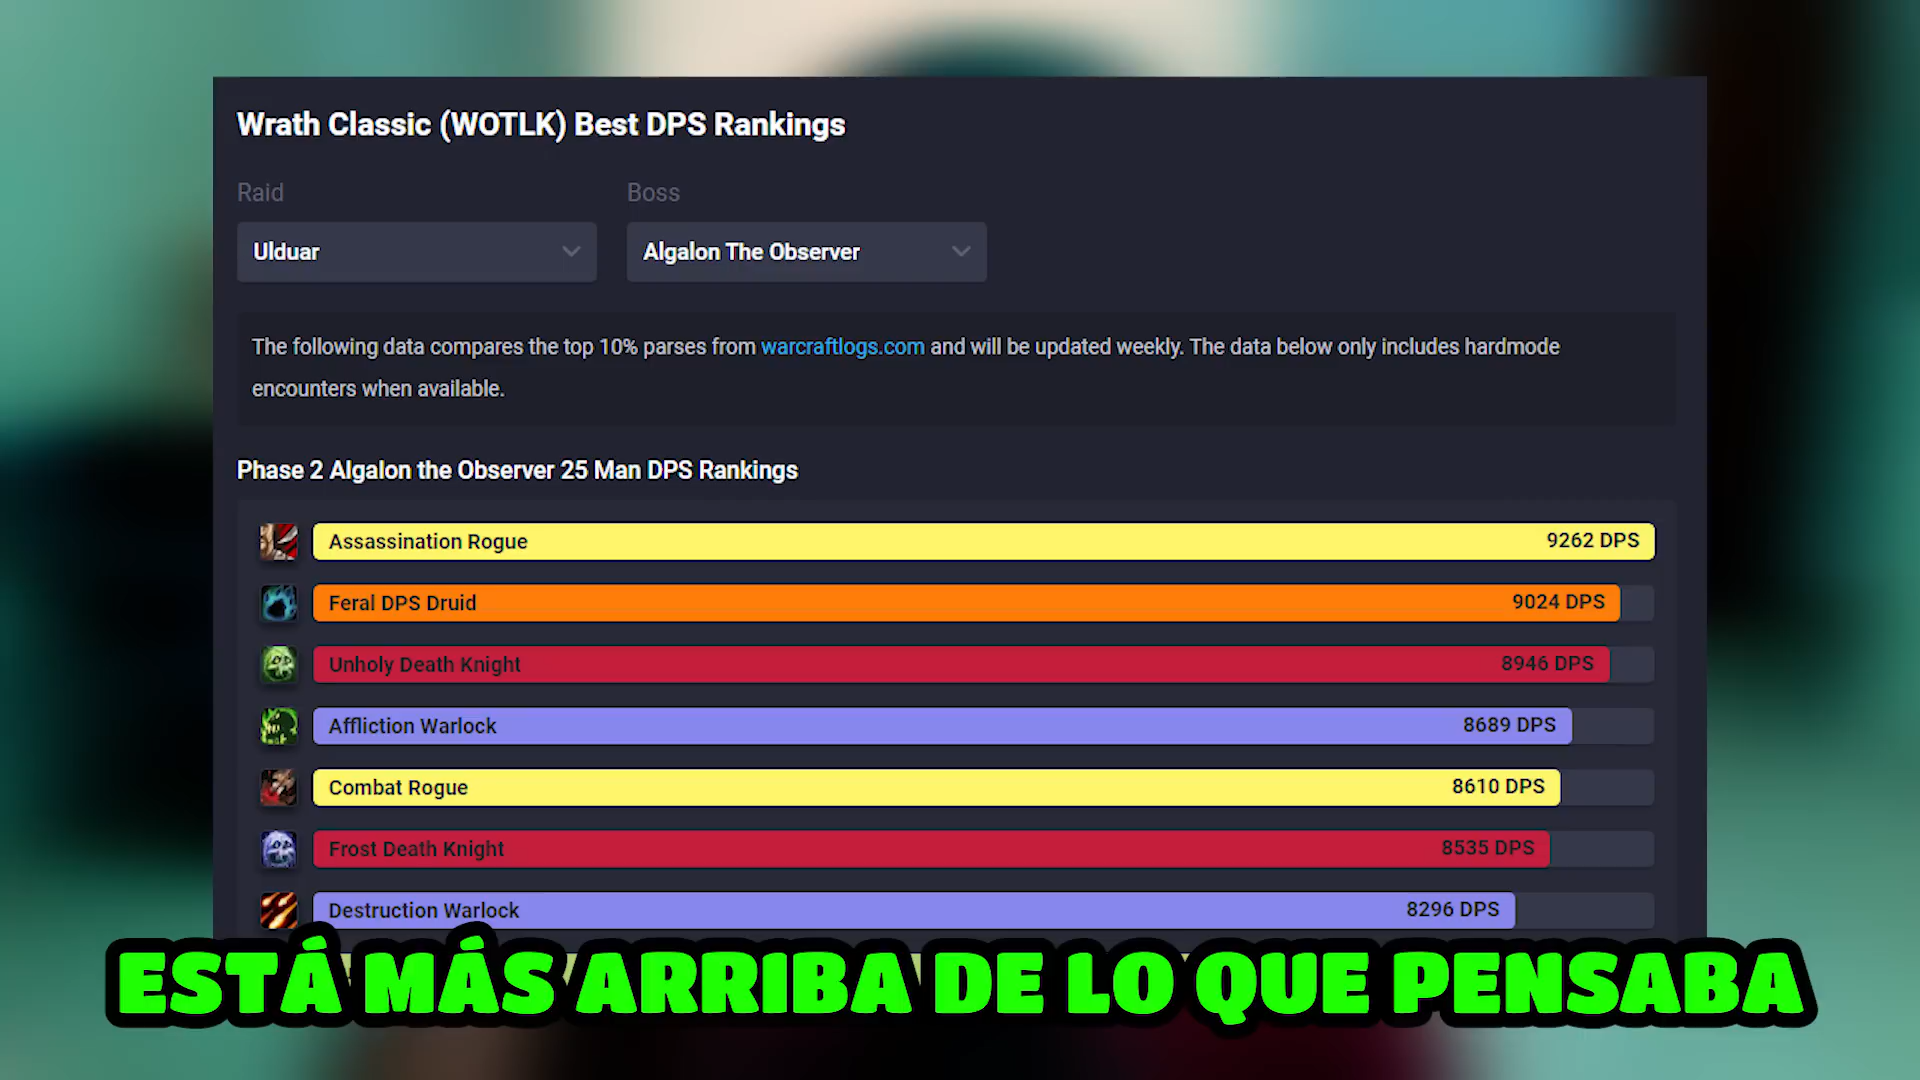 Wrath Classic (WOTLK) Best DPS Rankings
Raid Boss
Ulduar Algalon The Observer
The following data compares the top 10% parses from warcraftlogs.com and will be updated weekly. The data below only includes hardmode
encounters when available.
Phase 2 Algalon the Observer 25 Man DPS Rankings
Assassination Rogue 9262 DPS
Feral DPS Druid 9024 DPS
Unholy Death Knight 8946 DPS
Affliction Warlock 8689 DPS
Combat Rogue 8610 DPS
Frost Death Knight 8535 DPS
Destruction Warlock 8296 DPS
ESTÁ MÁS ARRIBA DE LO QUE PENSABA